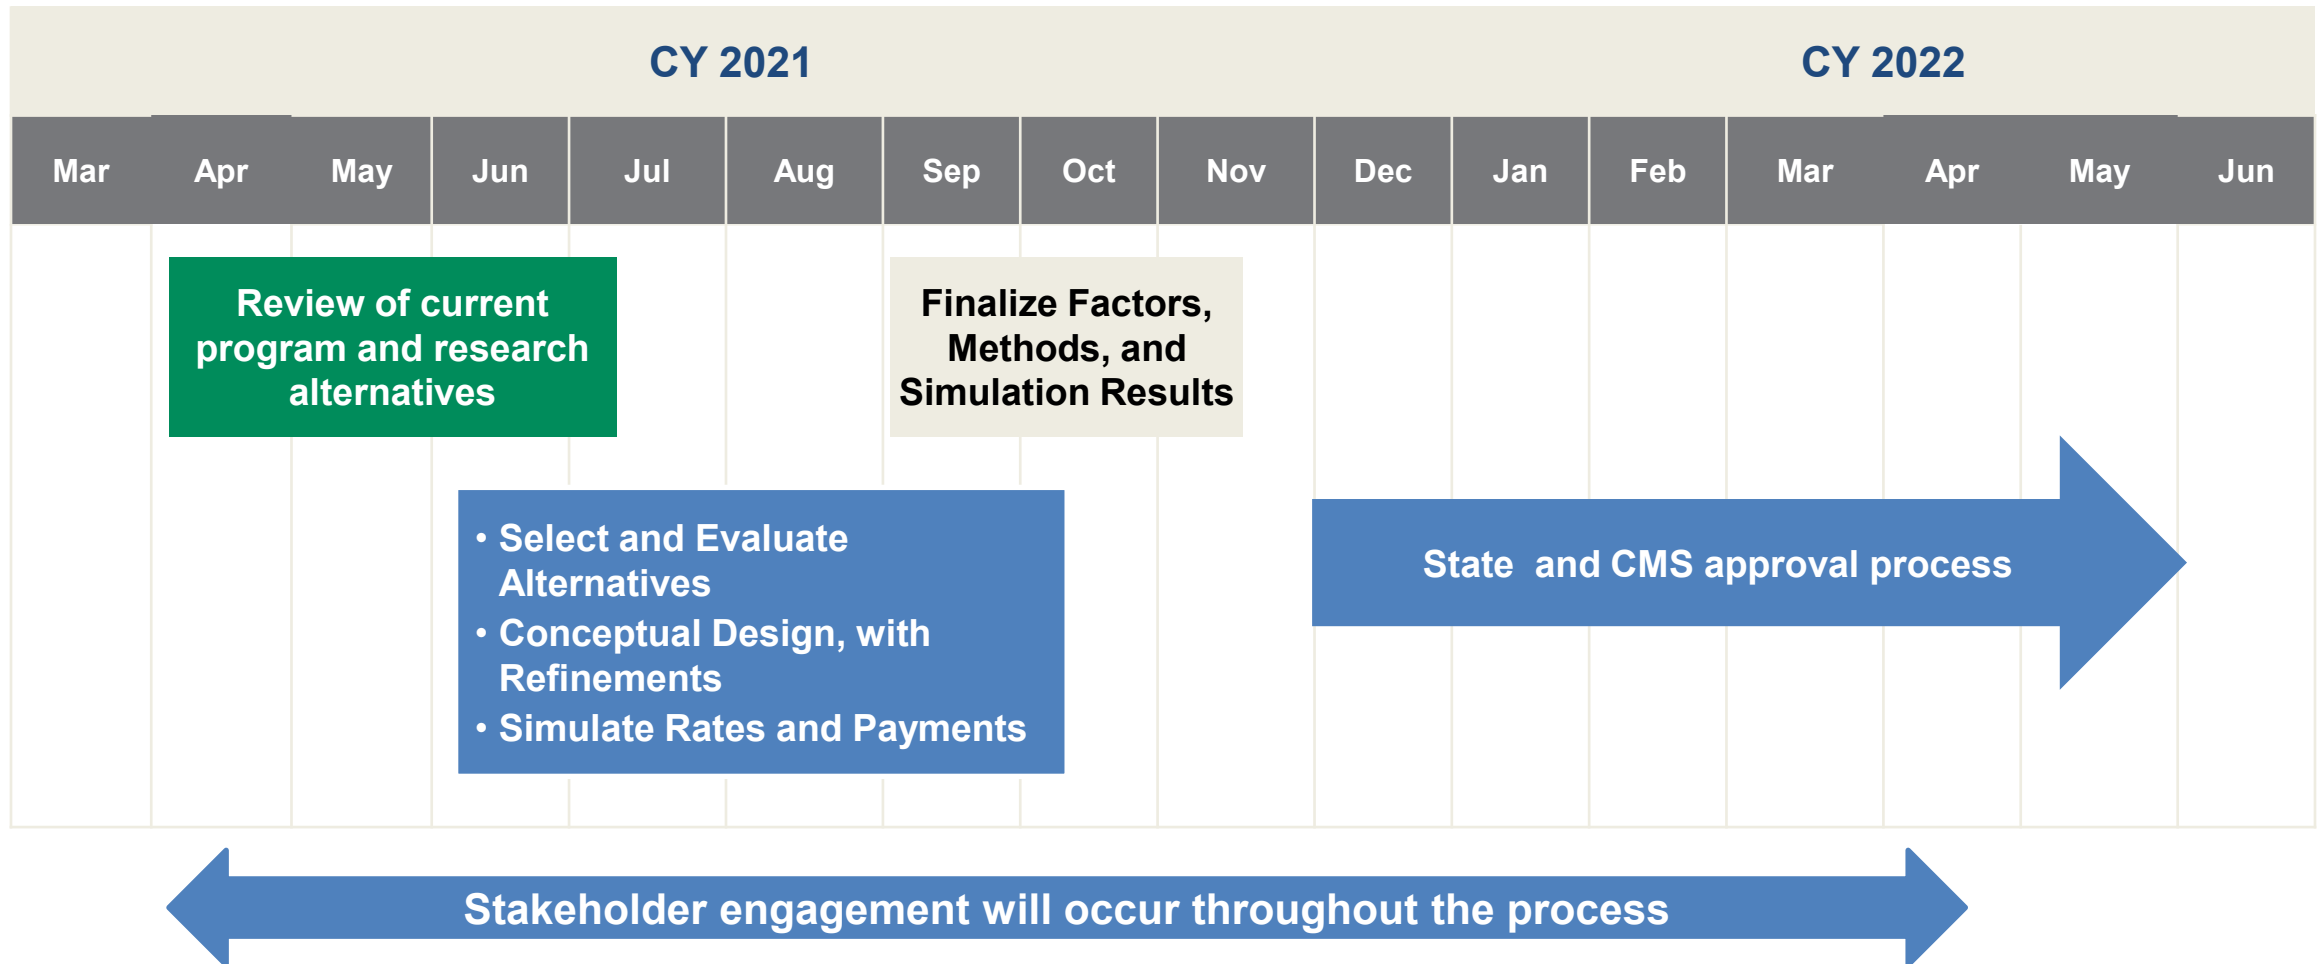 CY 2021 CY 2022
Mar Apr May Jun Jul Aug Sep Oct Nov Dec Jan Feb Mar Apr May Jun
Review of current
program and research
alternatives
Finalize Factors,
Methods, and
Simulation Results
• Select and Evaluate
Alternatives
• Conceptual Design, with
Refinements
• Simulate Rates and Payments
State and CMS approval process
Stakeholder engagement will occur throughout the process